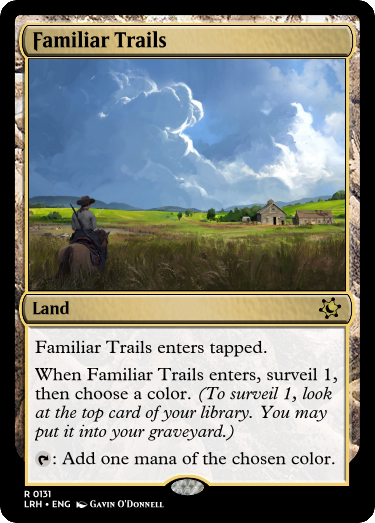 Familiar Trails
Land
Familiar Trails enters tapped.
When Familiar Trails enters, surveil 1,
then choose a color. (To surveil 1, look
at the top card of your library. You may
put it into your graveyard.)
: Add one mana of the chosen color.
R 0131
LRH • ENG Gavin O'Donnell